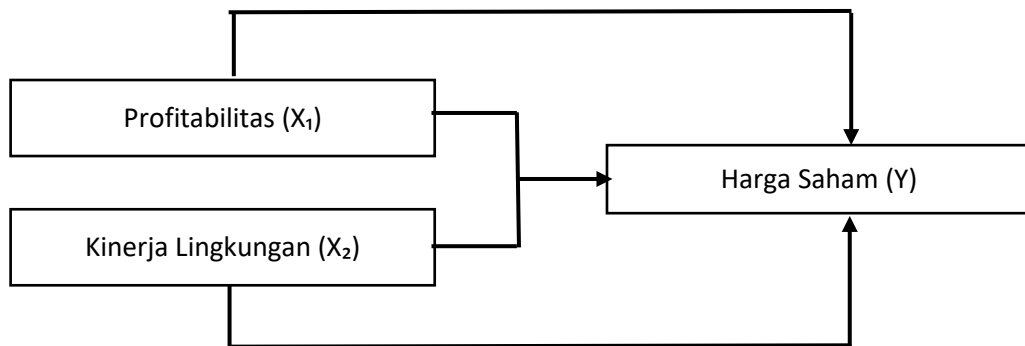 Profitabilitas (X₁)
Harga Saham (Y)
Kinerja Lingkungan (X₂)